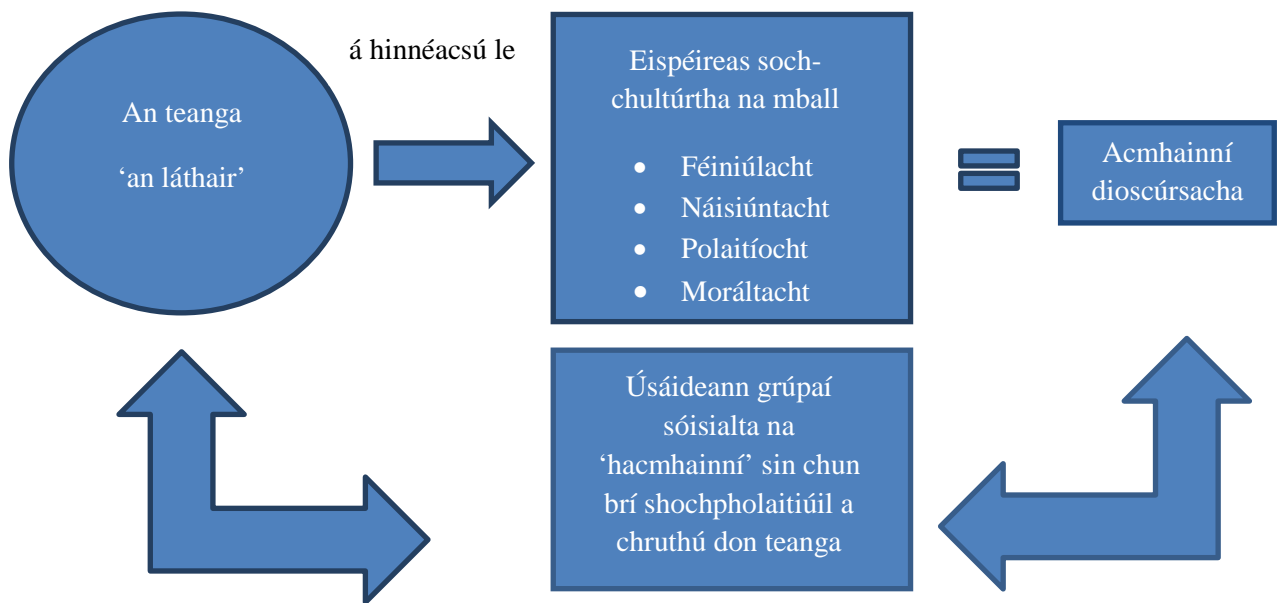 An teanga
‘an láthair’
á hinnéacsú le
Eispéireas soch-
chultúrtha na mball
• Féiniúlacht
• Náisiúntacht
• Polaitíocht
• Moráltacht
Acmhainní
dioscúrsacha
Úsáideann grúpaí
sóisialta na
‘hacmhainní’ sin chun
brí shochpholaitiúil a
chruthú don teanga